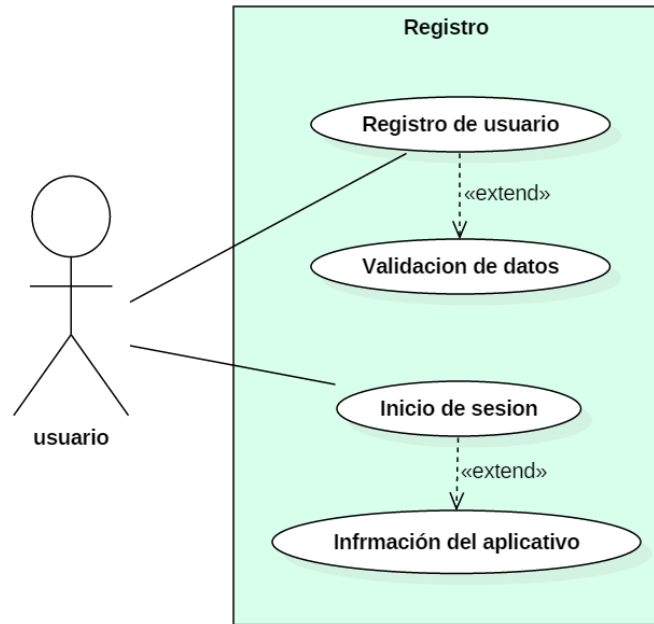 Registro
Registro de usuario
«extend»
Validacion de datos
Inicio de sesion
usuario
«extend»
Infrmación del aplicativo